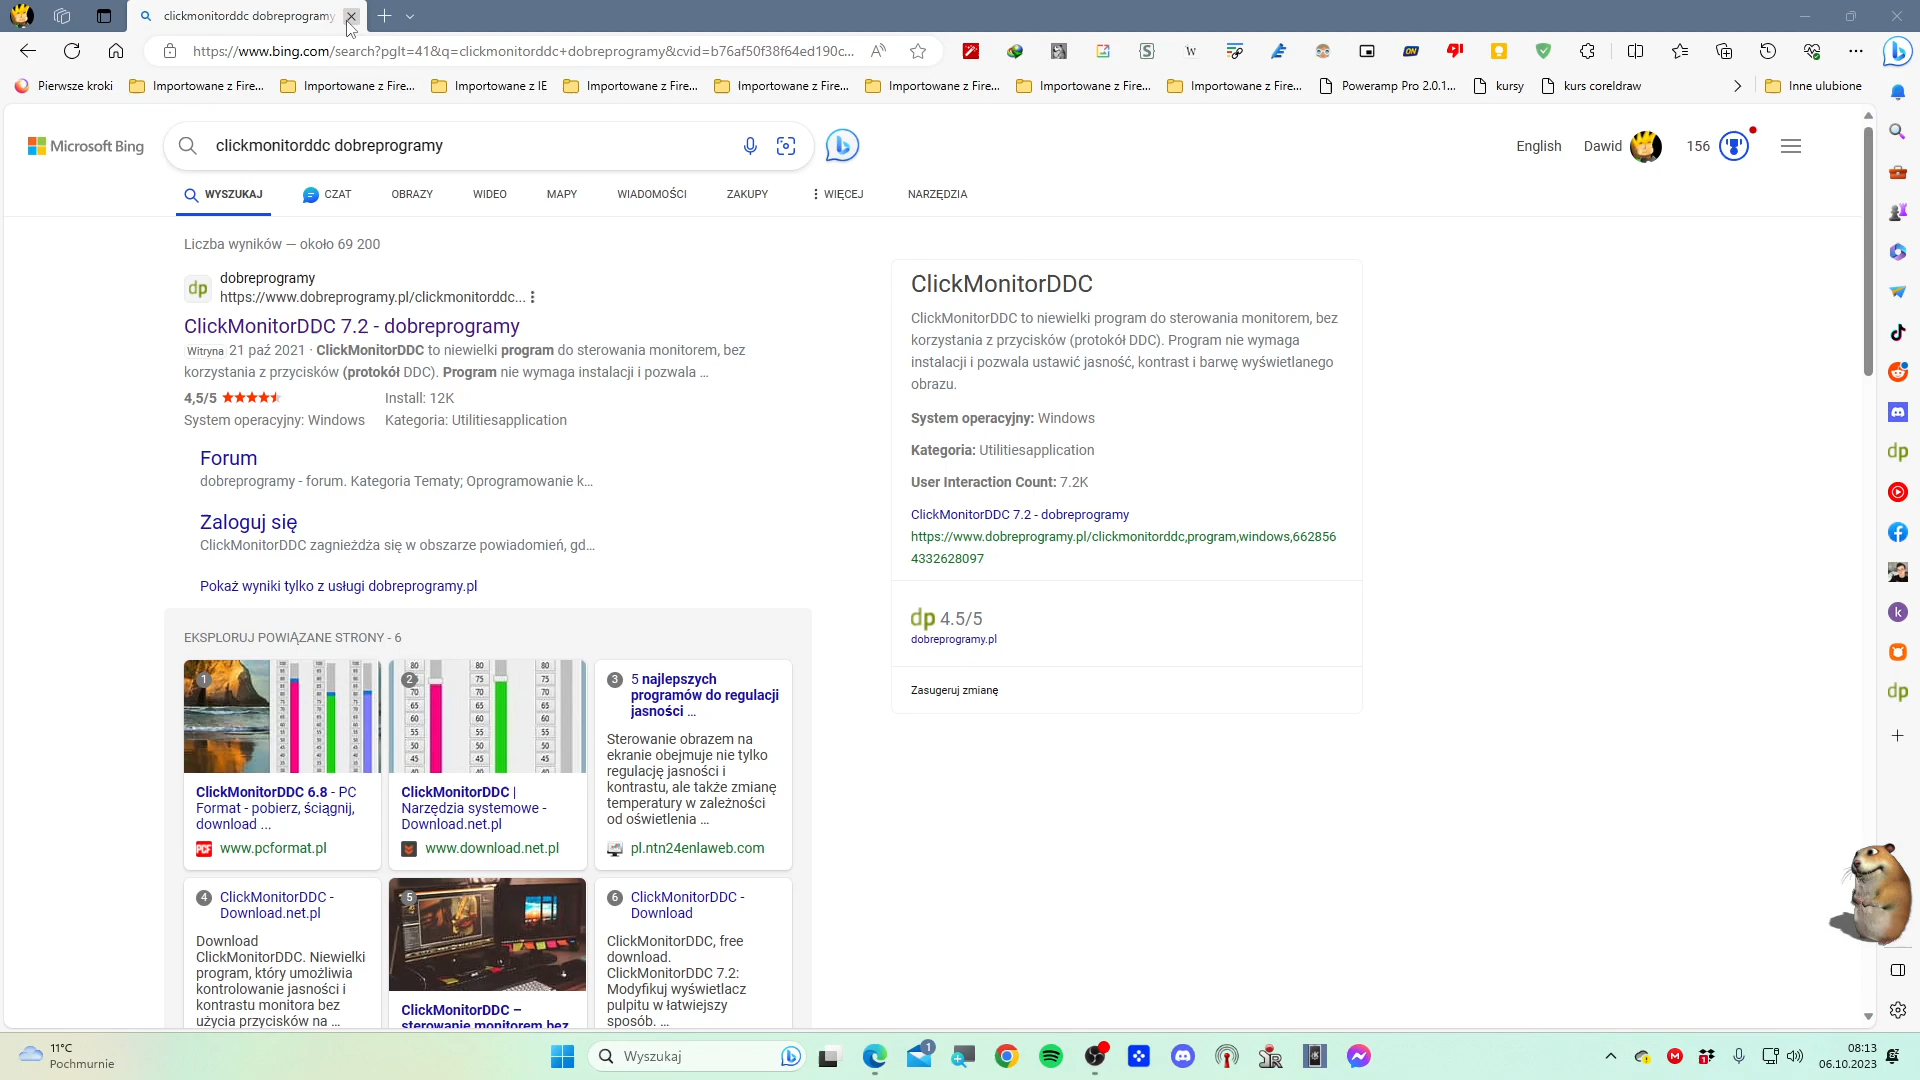 clickmonitorddc dobreprogramy
https://www.bing.com/search?pglt=41&q=clickmonitorddc+dobreprogramy&cvid=b76af50f38f64ed190c...
Pierwsze kroki
Importowane z Fire...
Importowane z Fire...
Importowane z IE
Importowane z Fire...
Importowane z Fire...
Importowane z Fire...
Importowane z Fire...
Importowane z Fire...
Poweramp Pro 2.0.1...
kursy
kurs coreldraw
Inne ulubione
Microsoft Bing
clickmonitorddc dobreprogramy
English
Dawid
156
WYSZUKAJ
CZAT
OBRAZY
WIDEO
MAPY
WIADOMOŚCI
ZAKUPY
WIĘCEJ
NARZĘDZIA
Liczba wyników — około 69 200
dp
dobreprogramy
https://www.dobreprogramy.pl/clickmonitorddc...
ClickMonitorDDC 7.2 - dobreprogramy
Witryna 21 paź 2021 · ClickMonitorDDC to niewielki program do sterowania monitorem, bez
korzystania z przycisków (protokół DDC). Program nie wymaga instalacji i pozwala ...
4,5/5
Install: 12K
System operacyjny: Windows
Kategoria: Utilitiesapplication
Forum
dobreprogramy - forum. Kategoria Tematy; Oprogramowanie k...
Zaloguj się
ClickMonitorDDC zagnieżdża się w obszarze powiadomień, gd...
Pokaż wyniki tylko z usługi dobreprogramy.pl
EKSPLORUJ POWIĄZANE STRONY - 6
1
ClickMonitorDDC 6.8 - PC
Format - pobierz, ściągnij,
download ...
www.pcformat.pl
2
ClickMonitorDDC |
Narzędzia systemowe -
Download.net.pl
www.download.net.pl
3
5 najlepszych
programów do regulacji
jasności ...
Sterowanie obrazem na
ekranie obejmuje nie tylko
regulację jasności i
kontrastu, ale także zmianę
temperatury w zależności
od oświetlenia ...
pl.ntn24enlaweb.com
4
ClickMonitorDDC -
Download.net.pl
Download
ClickMonitorDDC. Niewielki
program, który umożliwia
kontrolowanie jasności i
kontrastu monitora bez
użycia przycisków na ...
5
ClickMonitorDDC –
sterowanie monitorem bez
6
ClickMonitorDDC -
Download
ClickMonitorDDC, free
download.
ClickMonitorDDC 7.2:
Modyfikuj wyświetlacz
pulpitu w łatwiejszy
sposób. ...
ClickMonitorDDC
ClickMonitorDDC to niewielki program do sterowania monitorem, bez
korzystania z przycisków (protokół DDC). Program nie wymaga
instalacji i pozwala ustawić jasność, kontrast i barwę wyświetlanego
obrazu.
System operacyjny: Windows
Kategoria: Utilitiesapplication
User Interaction Count: 7.2K
ClickMonitorDDC 7.2 - dobreprogramy
https://www.dobreprogramy.pl/clickmonitorddc,program,windows,662856
4332628097
dp 4.5/5
dobreprogramy.pl
Zasugeruj zmianę
dp
k
dp
11°C
Pochmurnie
Wyszukaj
1
08:13
06.10.2023